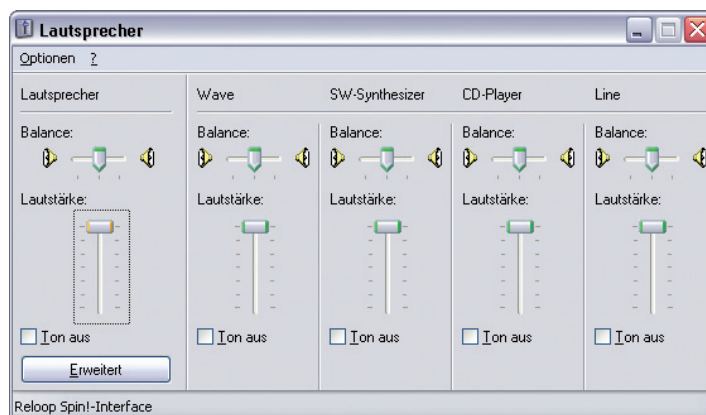 Lautsprecher
Optionen ?
Lautsprecher Wave SW-Synthesizer CD-Player Line
Balance: Balance: Balance: Balance: Balance:
Lautstärke: Lautstärke: Lautstärke: Lautstärke: Lautstärke:
Ton aus Ton aus Ton aus Ton aus Ton aus
Erweitert
Reloop Spin!-Interface